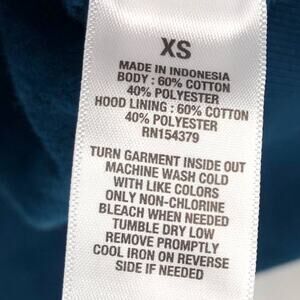 XS
MADE IN INDONESIA
BODY : 60% COTTON
40% POLYESTER
HOOD LINING : 60% COTTON
40% POLYESTER
RN154379
TURN GARMENT INSIDE OUT
MACHINE WASH COLD
WITH LIKE COLORS
ONLY NON-CHLORINE
BLEACH WHEN NEEDED
TUMBLE DRY LOW
REMOVE PROMPTLY
COOL IRON ON REVERSE
SIDE IF NEEDED